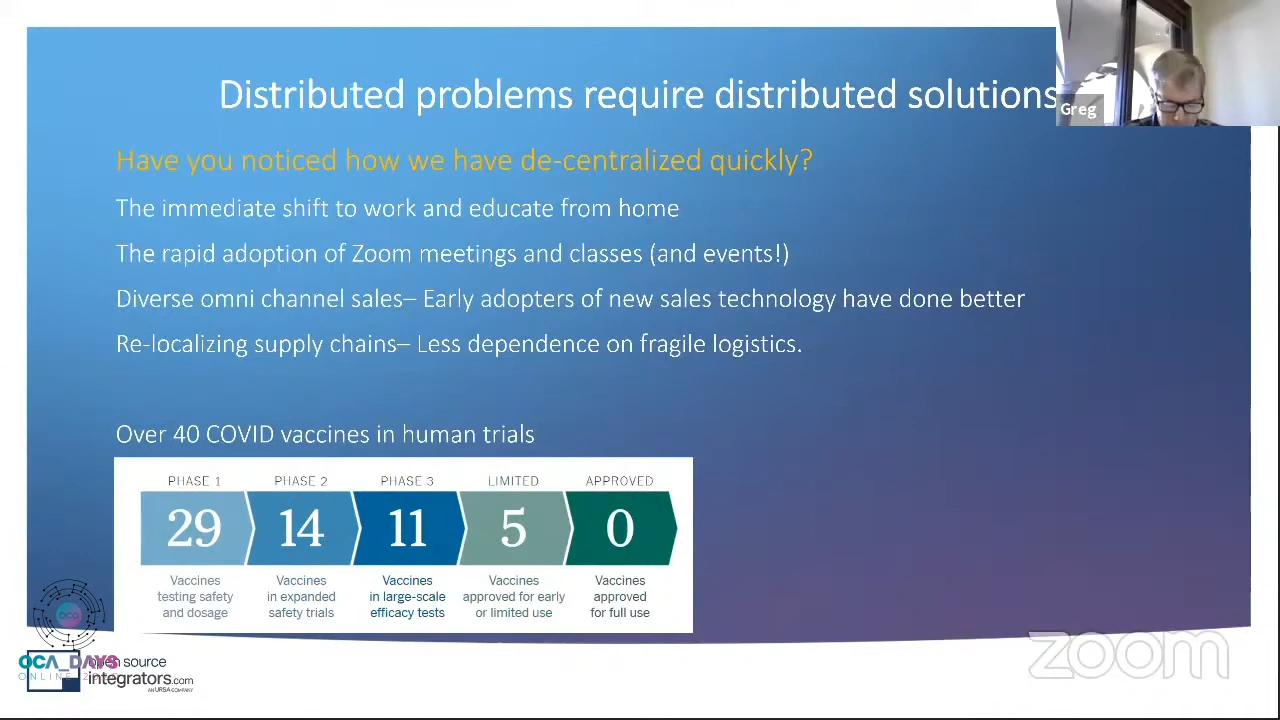 Distributed problems require distributed solutions
Greg
Have you noticed how we have de-centralized quickly?
The immediate shift to work and educate from home
The rapid adoption of Zoom meetings and classes (and events!)
Diverse omni channel sales– Early adopters of new sales technology have done better
Re-localizing supply chains– Less dependence on fragile logistics.
Over 40 COVID vaccines in human trials
PHASE 1 PHASE 2 PHASE 3 LIMITED APPROVED
29 14 11 5 0
Vaccines Vaccines Vaccines Vaccines Vaccines
testing safety in expanded in large-scale approved for early approved
and dosage safety trials efficacy tests or limited use for full use
oca
OCA_DAYS
ONLINE
open source
integrators.com
AN URSA COMPANY
zoom